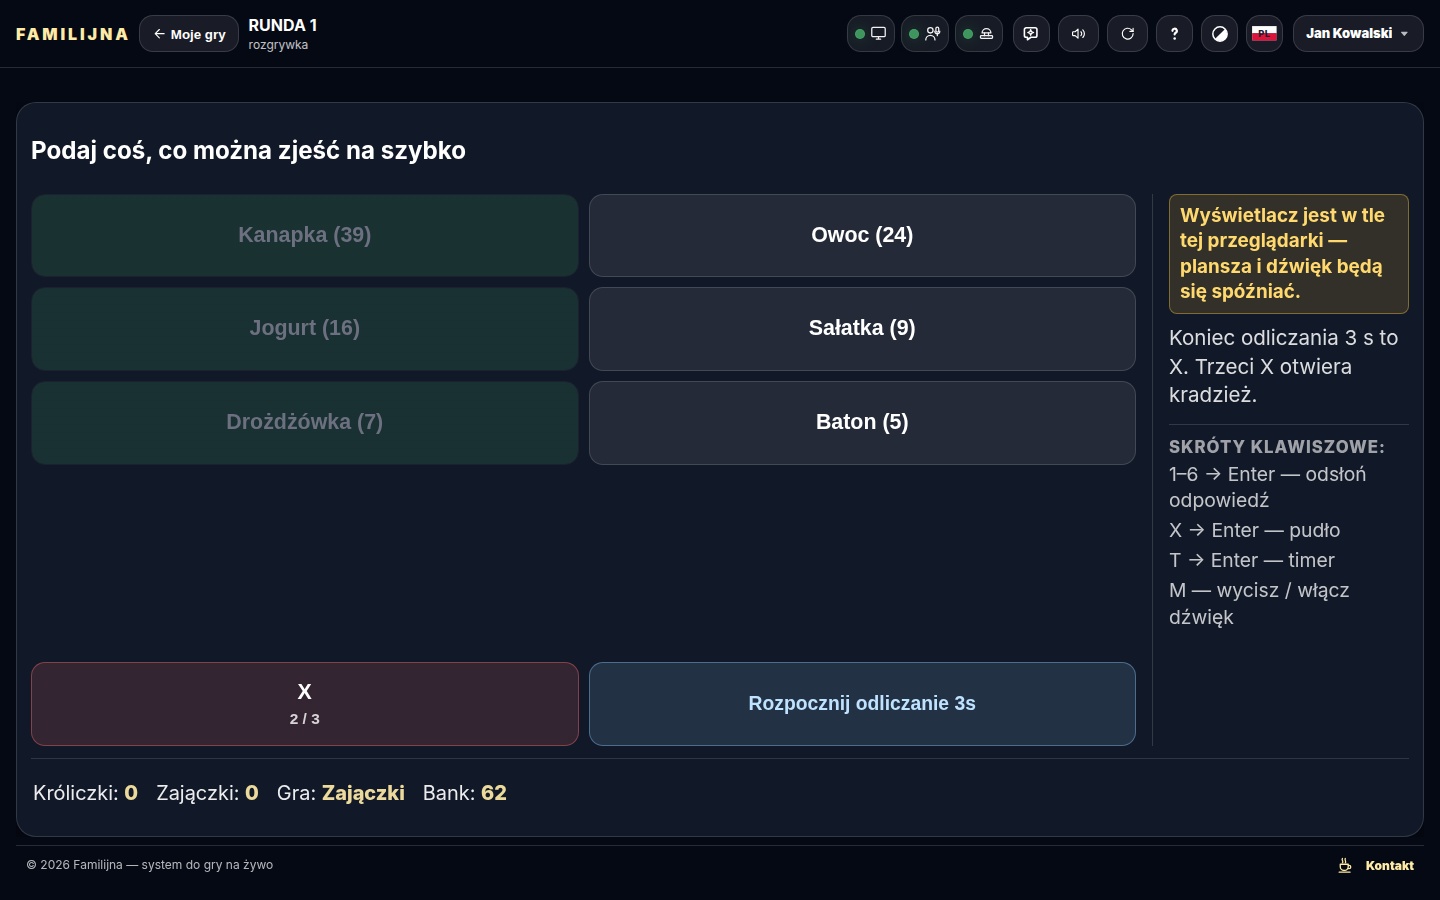 FAMILIJNA
← Moje gry
RUNDA 1
rozgrywka
?
PL
Jan Kowalski
Podaj coś, co można zjeść na szybko
Kanapka (39)
Owoc (24)
Jogurt (16)
Sałatka (9)
Drożdżówka (7)
Baton (5)
X
2 / 3
Rozpocznij odliczanie 3s
Wyświetlacz jest w tle
tej przeglądarki —
plansza i dźwięk będą
się spóźniać.
Koniec odliczania 3 s to
X. Trzeci X otwiera
kradzież.
SKRÓTY KLAWISZOWE:
1–6 → Enter — odsłoń
odpowiedź
X → Enter — pudło
T → Enter — timer
M — wycisz / włącz
dźwięk
Króliczki: 0 Zajączki: 0 Gra: Zajączki Bank: 62
© 2026 Familijna — system do gry na żywo
Kontakt